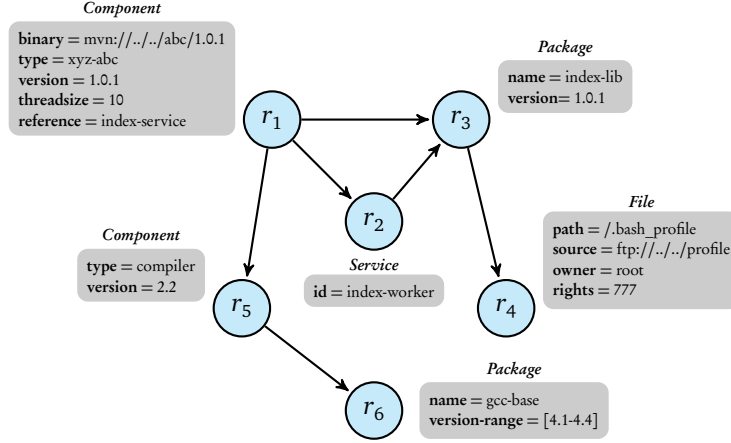 Component
binary = mvn://../../abc/1.0.1
type = xyz-abc
version = 1.0.1
threadsize = 10
reference = index-service
r1
Package
name = index-lib
version= 1.0.1
r3
r2
Service
id = index-worker
File
path = /.bash_profile
source = ftp://../../profile
owner = root
rights = 777
r4
Component
type = compiler
version = 2.2
r5
Package
name = gcc-base
version-range = [4.1-4.4]
r6